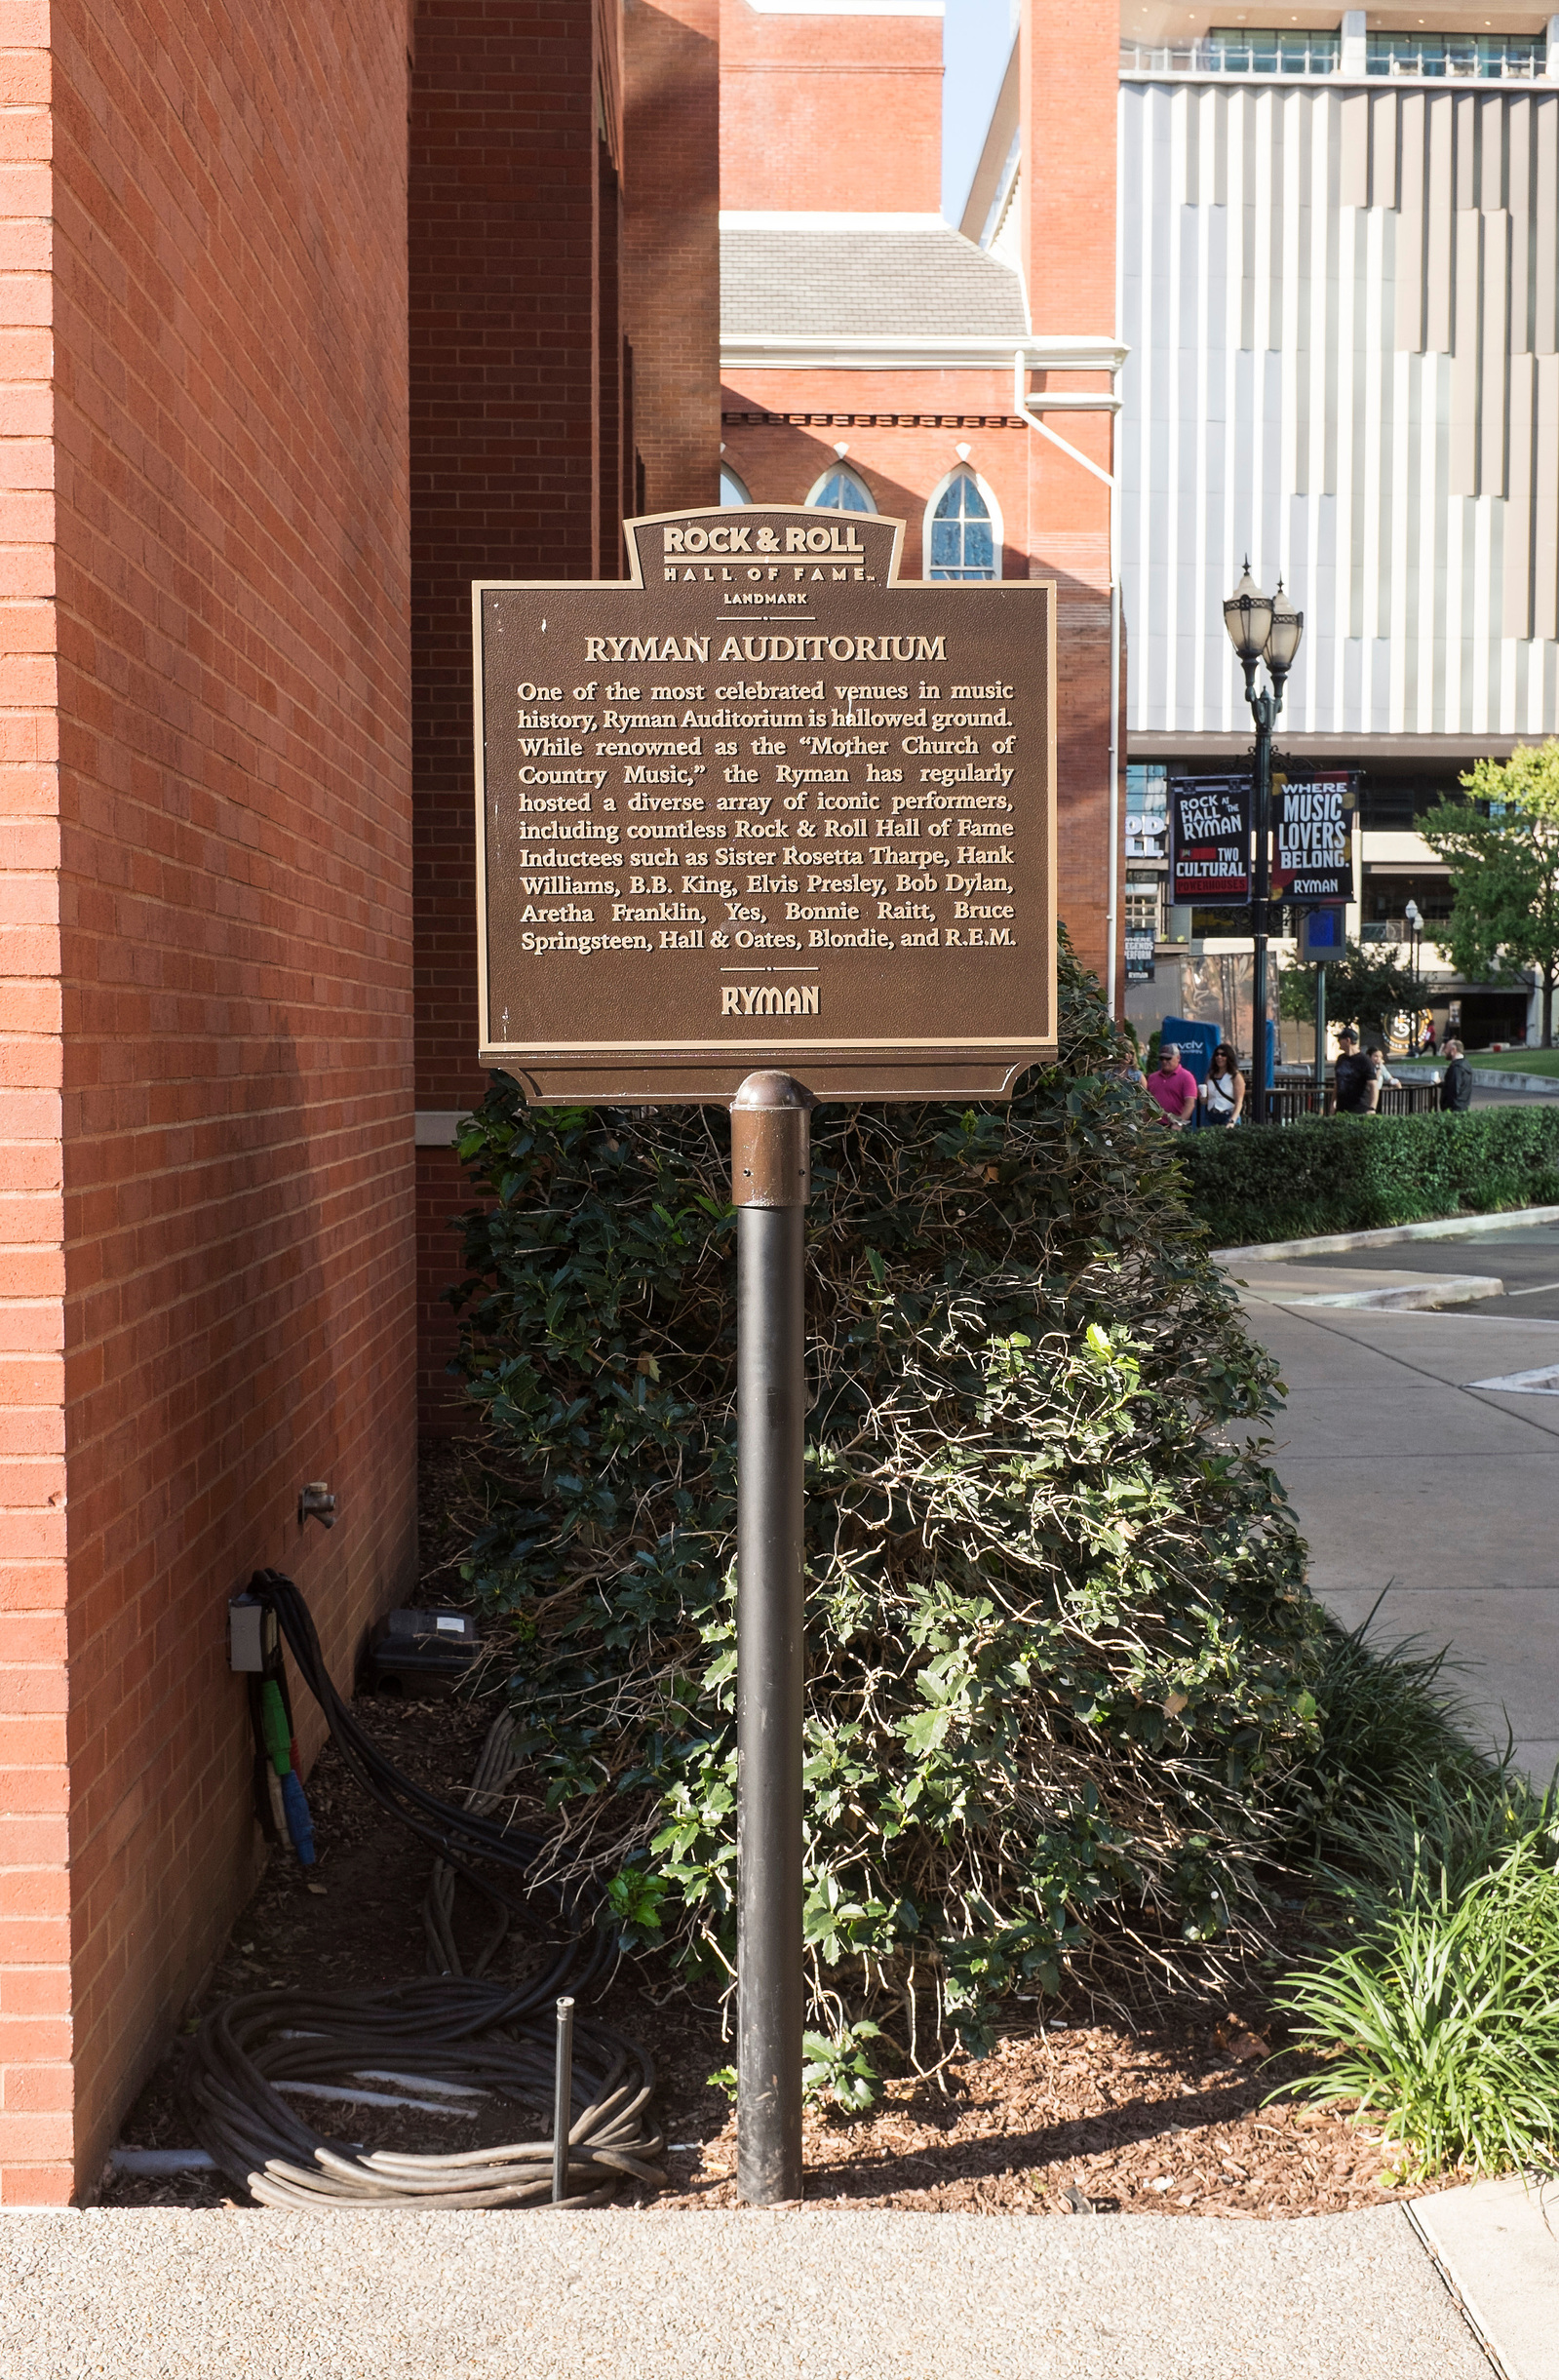 ROCK & ROLL
HALL OF FAME™
LANDMARK
RYMAN AUDITORIUM
One of the most celebrated venues in music
history, Ryman Auditorium is hallowed ground.
While renowned as the “Mother Church of
Country Music,” the Ryman has regularly
hosted a diverse array of iconic performers,
including countless Rock & Roll Hall of Fame
Inductees such as Sister Rosetta Tharpe, Hank
Williams, B.B. King, Elvis Presley, Bob Dylan,
Aretha Franklin, Yes, Bonnie Raitt, Bruce
Springsteen, Hall & Oates, Blondie, and R.E.M.
RYMAN
ROCK
HALL AT THE
RYMAN
TWO
CULTURAL
POWERHOUSES
WHERE
MUSIC
LOVERS
BELONG.
RYMAN